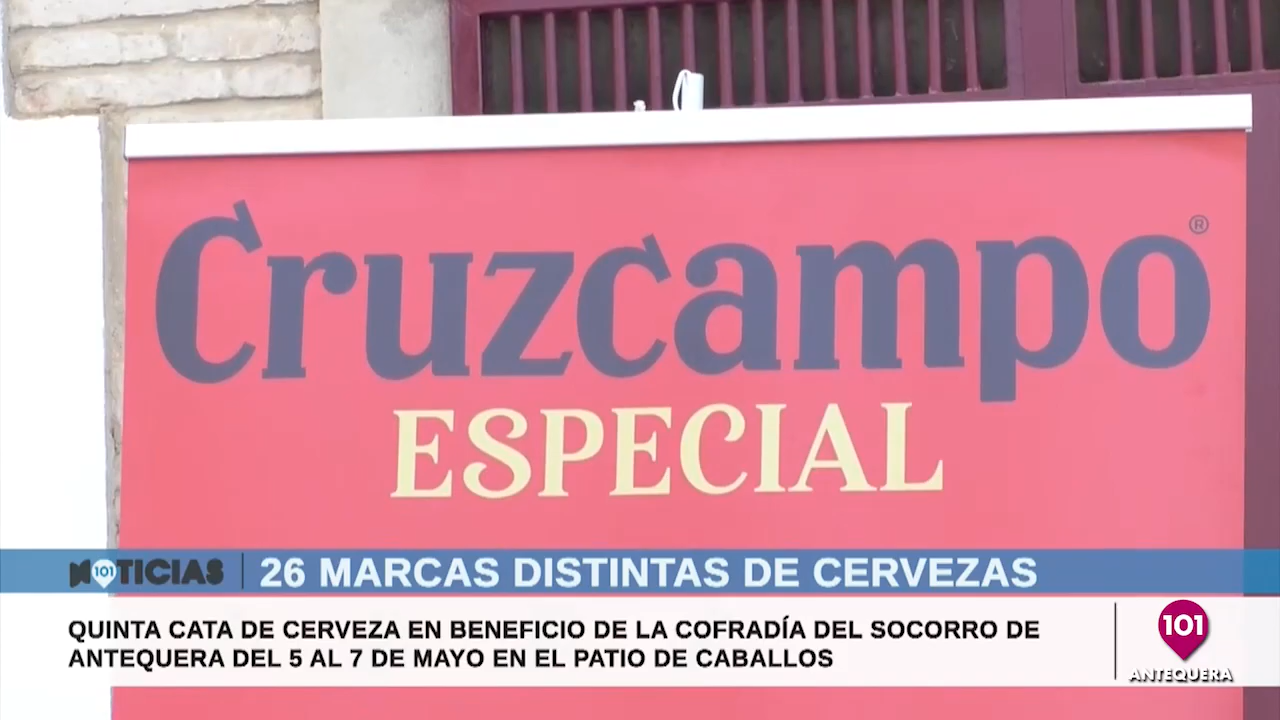 Cruzcampo®
ESPECIAL
NOTICIAS 101
26 MARCAS DISTINTAS DE CERVEZAS
QUINTA CATA DE CERVEZA EN BENEFICIO DE LA COFRADÍA DEL SOCORRO DE
ANTEQUERA DEL 5 AL 7 DE MAYO EN EL PATIO DE CABALLOS
101
ANTEQUERA